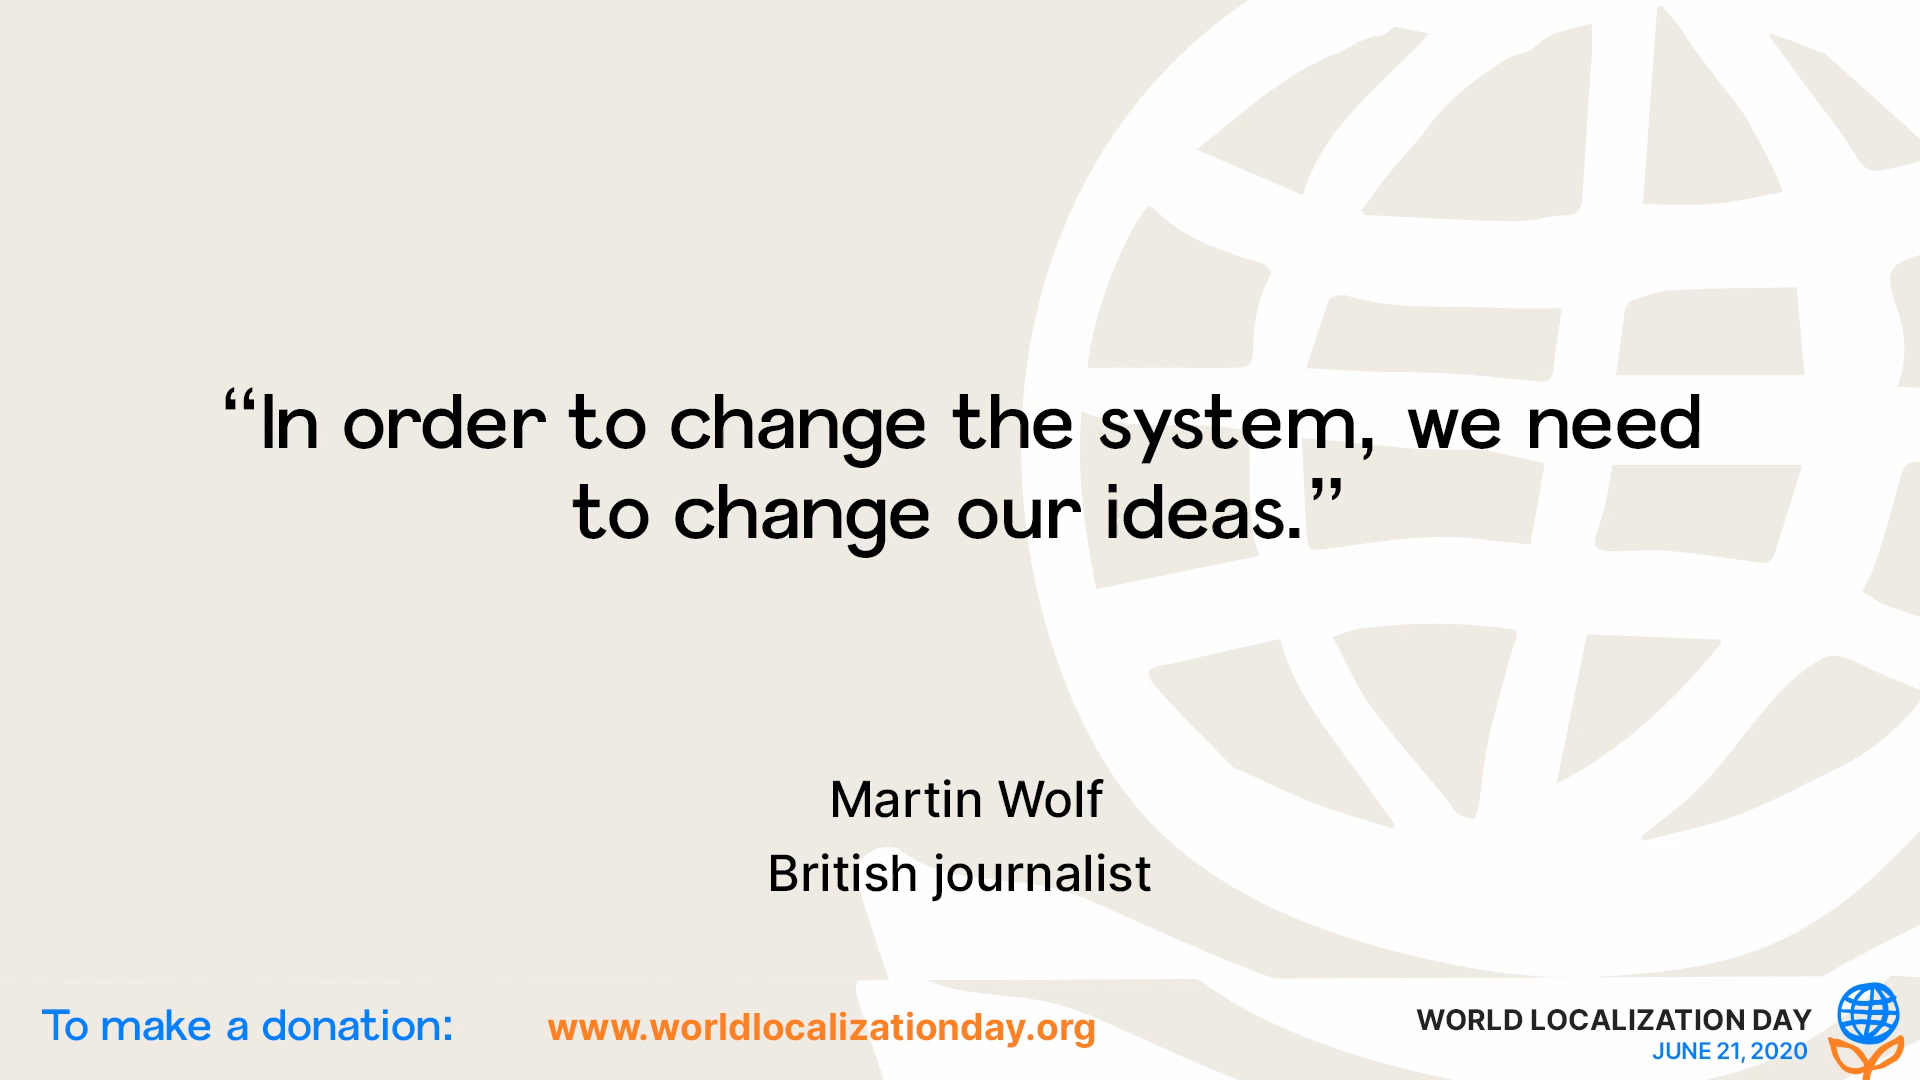 “In order to change the system, we need
to change our ideas.”
Martin Wolf
British journalist
To make a donation: www.worldlocalizationday.org
WORLD LOCALIZATION DAY
JUNE 21, 2020